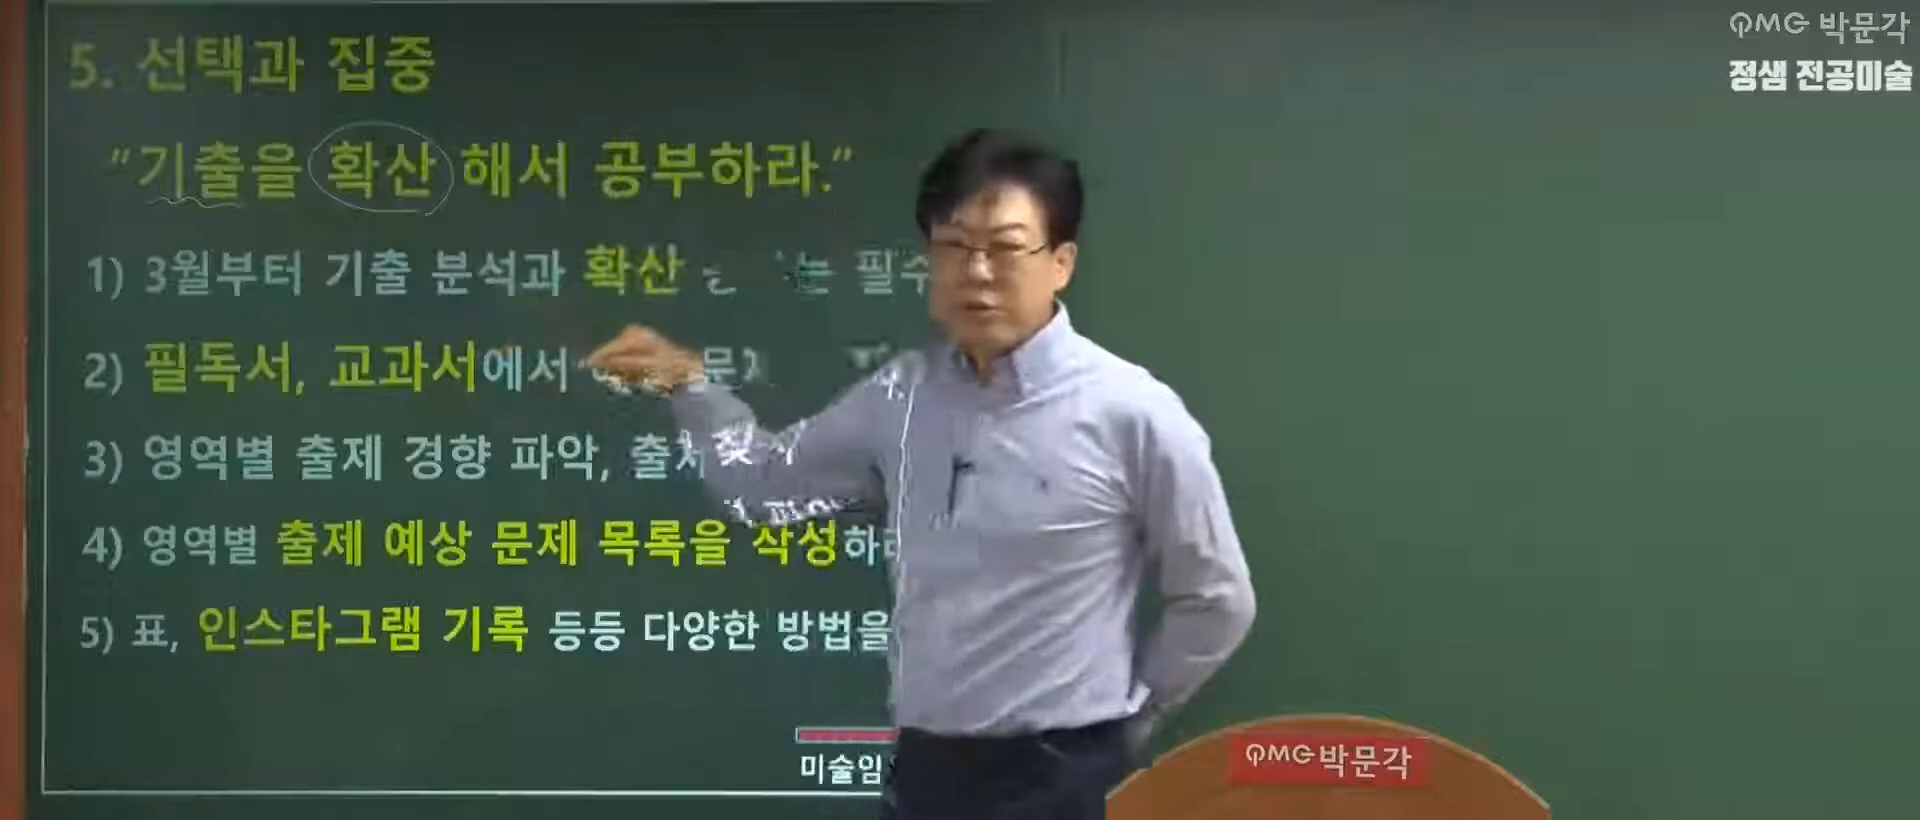 PMG 박문각
정샘 전공미술
5. 선택과 집중
"기출을 확산 해서 공부하라."
1) 3월부터 기출 분석과 확산 는 필수
2) 필독서, 교과서에서
3) 영역별 출제 경향 파악,
4) 영역별 출제 예상 문제 목록을 작성
5) 표, 인스타그램 기록 등등 다양한 방법을
미술임
PMG 박문각